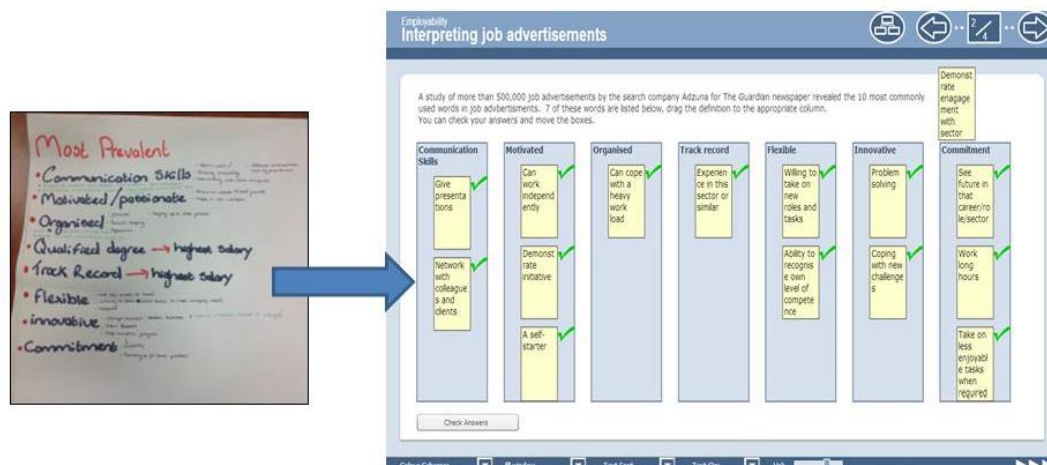 Most Prevalent
• Communication Skills
• Motivated/passionate
• Organised
• Qualified degree → highest salary
• Track Record → highest salary
• Flexible
• innovative
• Commitment
Employability
Interpreting job advertisements
2/4
A study of more than 500,000 job advertisements by the search company Adzuna for The Guardian newspaper revealed the 10 most commonly
used words in job advbertisments. 7 of these words are listed below, drag the definition to the appropriate column.
You can check your answers and move the boxes.
Demonst
rate
enagage
ment
with
sector
Communication
Skills
Give
presenta
tions
Network
with
colleague
s and
clients
Motivated
Can
work
independ
ently
Demonst
rate
initiative
A self-
starter
Organised
Can cope
with a
heavy
work
load
Track record
Experien
ce in this
sector or
similar
Flexible
Willing to
take on
new
roles and
tasks
Ability to
recognis
e own
level of
compete
nce
Innovative
Problem
solving
Coping
with new
challenge
s
Commitment
See
future in
that
career/ro
le/sector
Work
long
hours
Take on
less
enjoyabl
e tasks
when
required
Check Answers